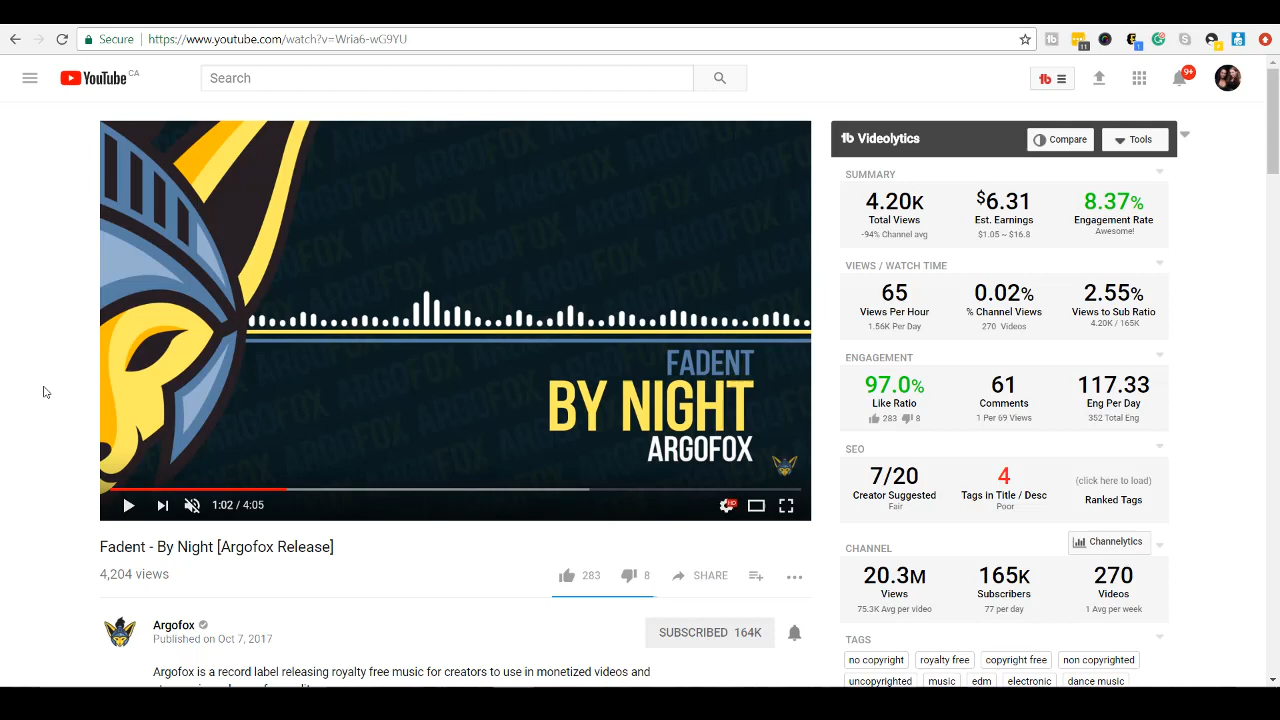 Secure
https://www.youtube.com/watch?v=Wria6-wG9YU
11
1
9+
YouTube CA
Search
FADENT
BY NIGHT
ARGOFOX
1:02 / 4:05
HD
Fadent - By Night [Argofox Release]
4,204 views
283
8
SHARE
Argofox
Published on Oct 7, 2017
SUBSCRIBED 164K
Argofox is a record label releasing royalty free music for creators to use in monetized videos and
tb Videolytics
Compare
Tools
SUMMARY
4.20K $6.31 8.37%
Total Views Est. Earnings Engagement Rate
-94% Channel avg $1.05 ~ $16.8 Awesome!
VIEWS / WATCH TIME
65 0.02% 2.55%
Views Per Hour % Channel Views Views to Sub Ratio
1.56K Per Day 270 Videos 4.20K / 165K
ENGAGEMENT
97.0% 61 117.33
Like Ratio Comments Eng Per Day
283 8 1 Per 69 Views 352 Total Eng
SEO
7/20 4 (click here to load)
Creator Suggested Tags in Title / Desc Ranked Tags
Fair Poor
CHANNEL
Channelytics
20.3M 165K 270
Views Subscribers Videos
75.3K Avg per video 77 per day 1 Avg per week
TAGS
no copyright royalty free copyright free non copyrighted
uncopyrighted music edm electronic dance music